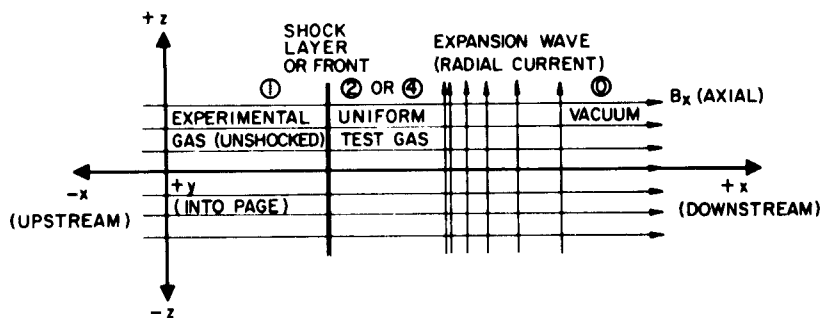 +z
SHOCK
LAYER
OR FRONT
EXPANSION WAVE
(RADIAL CURRENT)
① ② OR ④ ⓪
Bx (AXIAL)
EXPERIMENTAL UNIFORM VACUUM
GAS (UNSHOCKED) TEST GAS
-x +y +x
(UPSTREAM) (INTO PAGE) (DOWNSTREAM)
-z